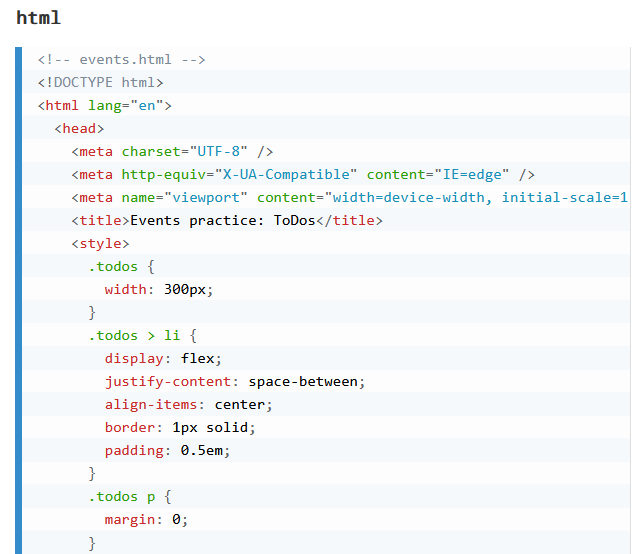 html
<!-- events.html -->
<!DOCTYPE html>
<html lang="en">
  <head>
    <meta charset="UTF-8" />
    <meta http-equiv="X-UA-Compatible" content="IE=edge" />
    <meta name="viewport" content="width=device-width, initial-scale=1
    <title>Events practice: ToDos</title>
    <style>
      .todos {
        width: 300px;
      }
      .todos > li {
        display: flex;
        justify-content: space-between;
        align-items: center;
        border: 1px solid;
        padding: 0.5em;
      }
      .todos p {
        margin: 0;
      }